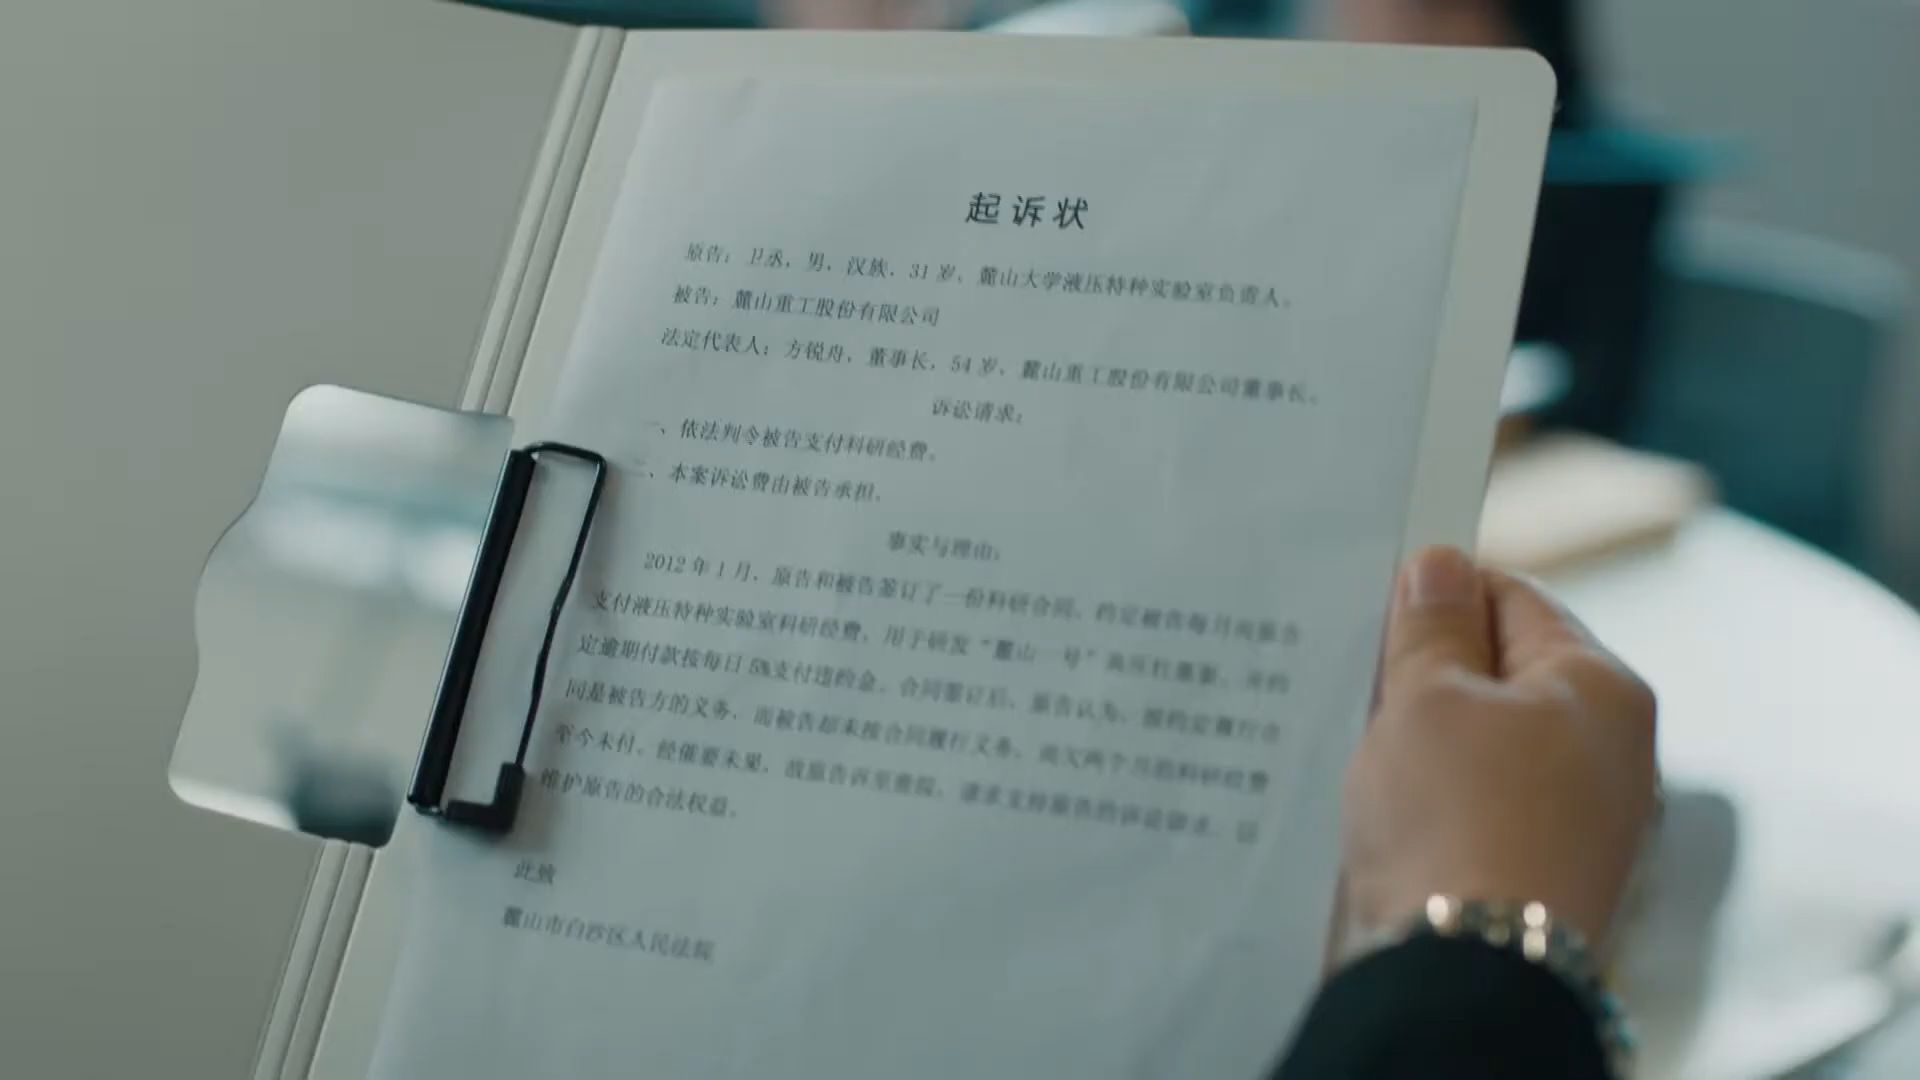 起诉状
原告：卫丞，男，汉族，31岁，麓山大学液压特种实验室负责人。
被告：麓山重工股份有限公司
法定代表人：方锐舟，董事长，54岁，麓山重工股份有限公司董事长。
诉讼请求：
一、依法判令被告支付科研经费。
二、本案诉讼费由被告承担。
事实与理由：
2012年1月，原告和被告签订了一份科研合同，约定被告每月向原告
支付液压特种实验室科研经费，用于研发“麓山一号”高压柱塞泵，并约
定逾期付款按每日5%支付违约金。合同签订后，原告认为，按约定履行合
同是被告方的义务，而被告却未按合同履行义务，尚欠两个月的科研经费
至今未付。经催要未果，故原告诉至贵院，请求支持原告的诉讼请求，以
维护原告的合法权益。
此致
麓山市白沙区人民法院